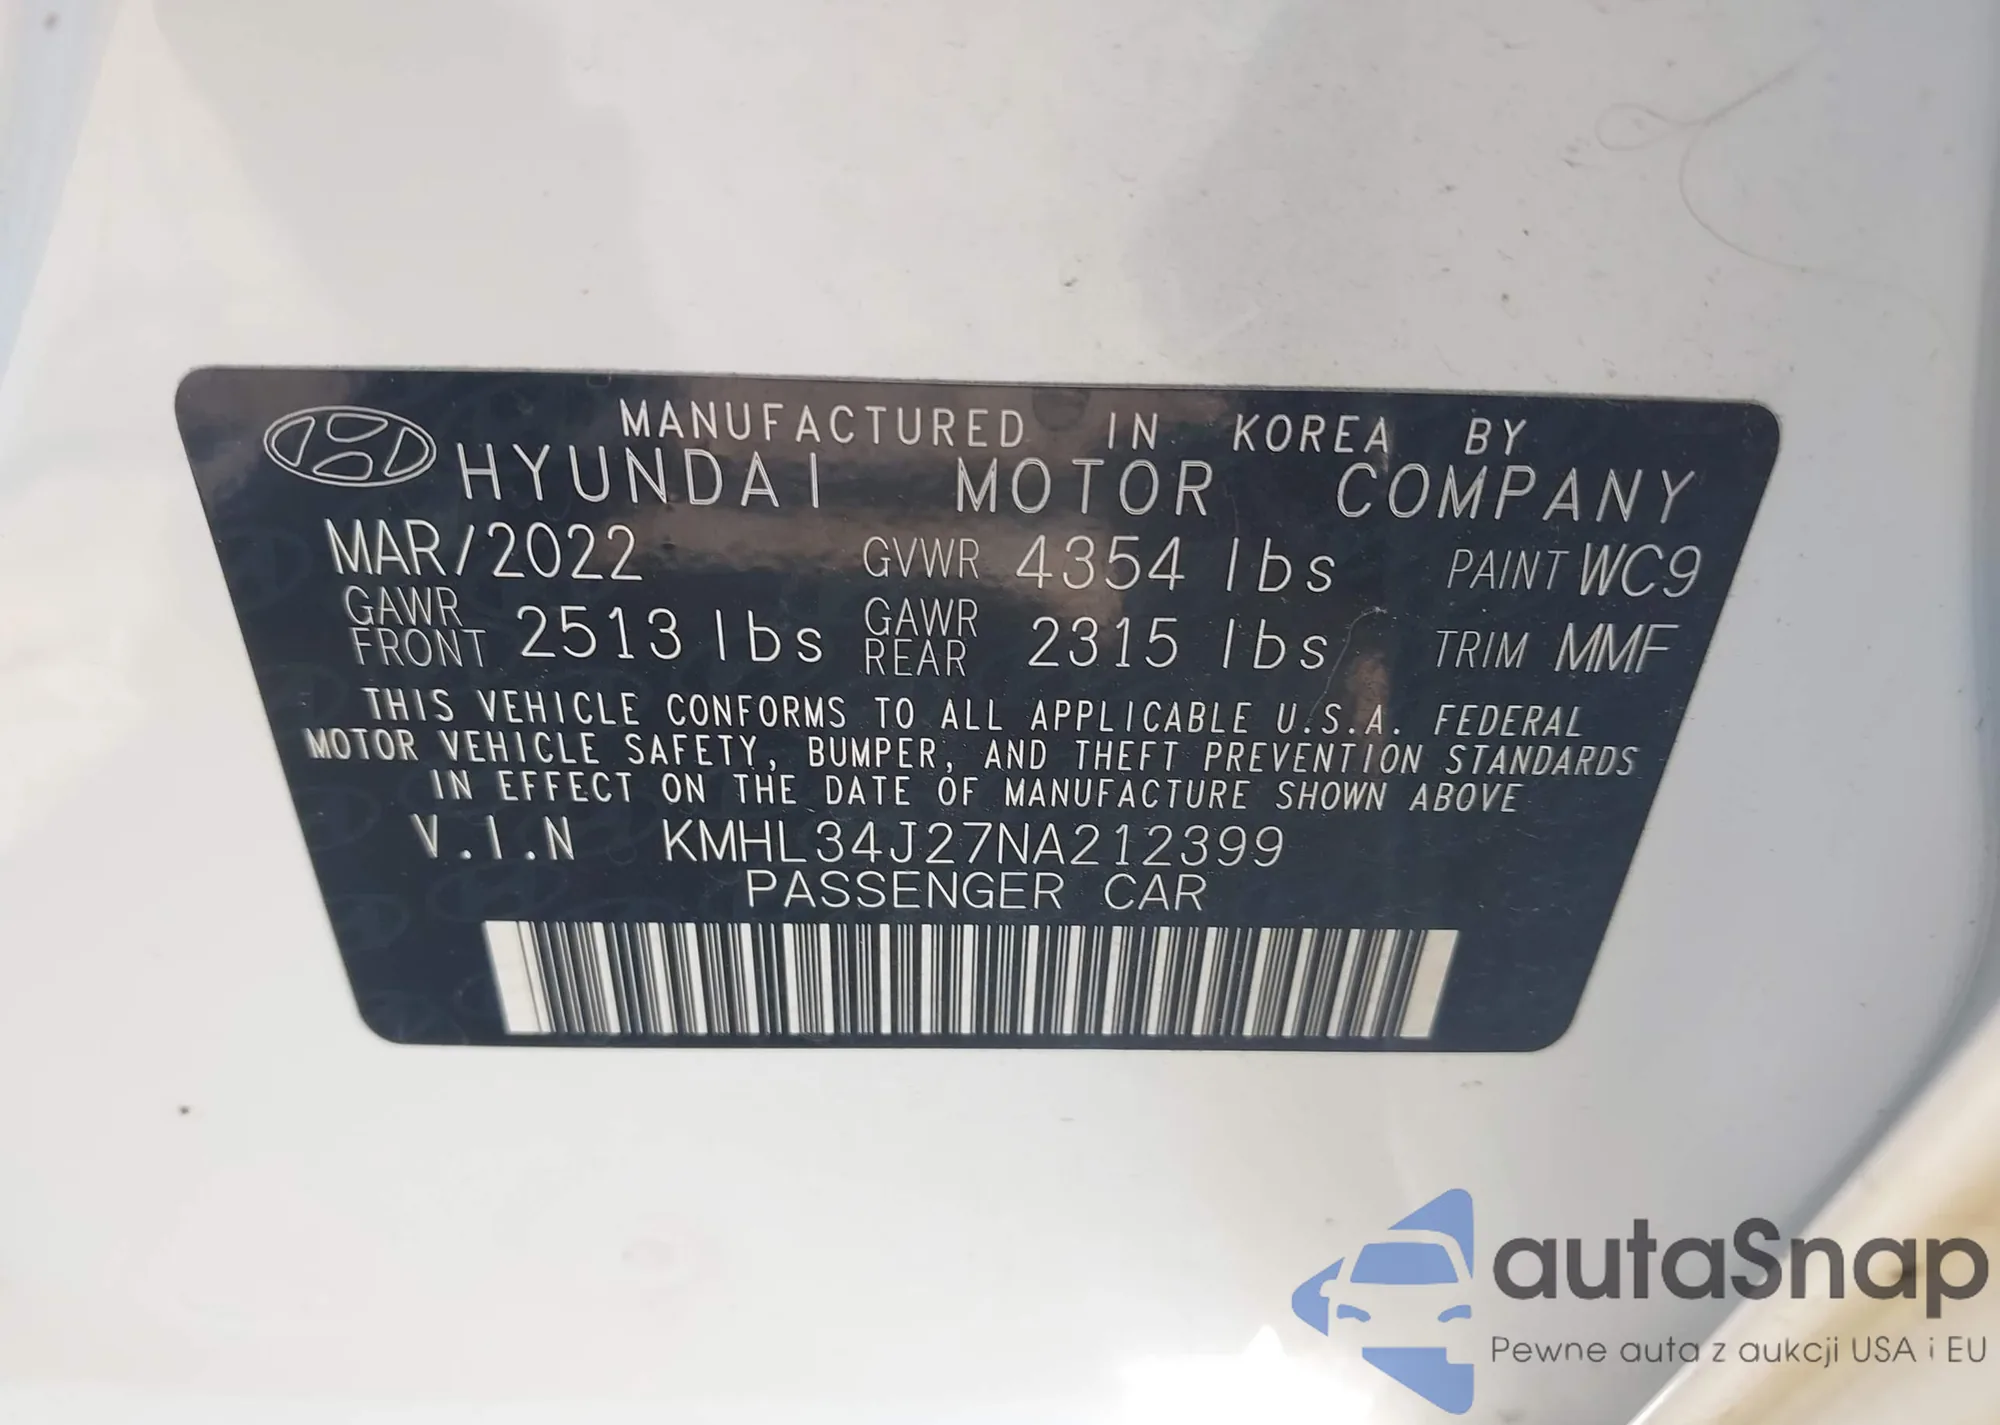 MANUFACTURED IN KOREA BY
HYUNDAI MOTOR COMPANY
MAR/2022 GVWR 4354 lbs PAINT WC9
GAWR FRONT 2513 lbs GAWR REAR 2315 lbs TRIM MMF
THIS VEHICLE CONFORMS TO ALL APPLICABLE U.S.A. FEDERAL
MOTOR VEHICLE SAFETY, BUMPER, AND THEFT PREVENTION STANDARDS
IN EFFECT ON THE DATE OF MANUFACTURE SHOWN ABOVE
V.I.N KMHL34J27NA212399
PASSENGER CAR
autaSnap
Pewne auta z aukcji USA i EU